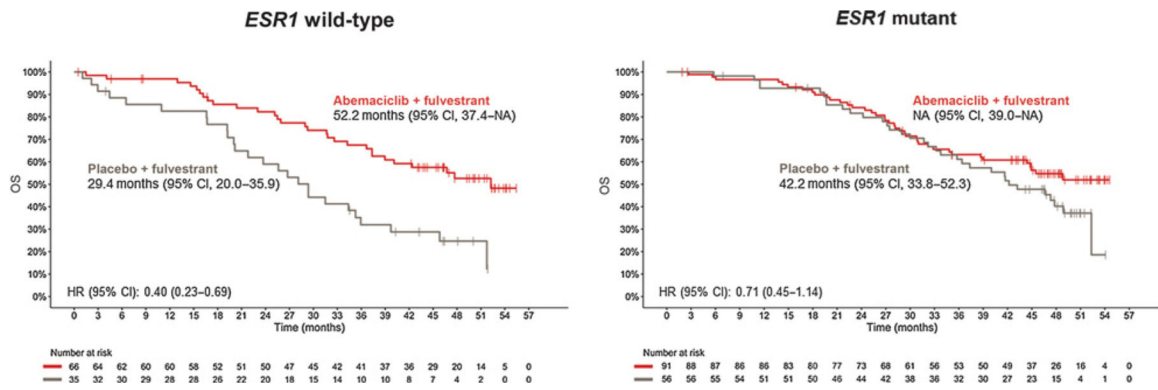 ESR1 wild-type
100%
90%
80%
70%
60%
50%
40%
30%
20%
10%
0%
OS
Abemaciclib + fulvestrant
52.2 months (95% CI, 37.4–NA)
Placebo + fulvestrant
29.4 months (95% CI, 20.0–35.9)
HR (95% CI): 0.40 (0.23–0.69)
0 3 6 9 12 15 18 21 24 27 30 33 36 39 42 45 48 51 54 57
Time (months)
Number at risk
66 64 62 60 60 58 52 51 50 47 45 42 41 37 36 29 20 14 5 0
35 32 30 29 28 28 26 22 20 18 15 14 10 10 8 7 4 2 0 0
ESR1 mutant
100%
90%
80%
70%
60%
50%
40%
30%
20%
10%
0%
OS
Abemaciclib + fulvestrant
NA (95% CI, 39.0–NA)
Placebo + fulvestrant
42.2 months (95% CI, 33.8–52.3)
HR (95% CI): 0.71 (0.45–1.14)
0 3 6 9 12 15 18 21 24 27 30 33 36 39 42 45 48 51 54 57
Time (months)
Number at risk
91 88 87 86 86 83 80 77 73 68 61 56 53 50 49 37 26 16 4 0
56 56 55 54 51 51 50 46 44 42 38 36 32 30 27 23 15 4 1 0